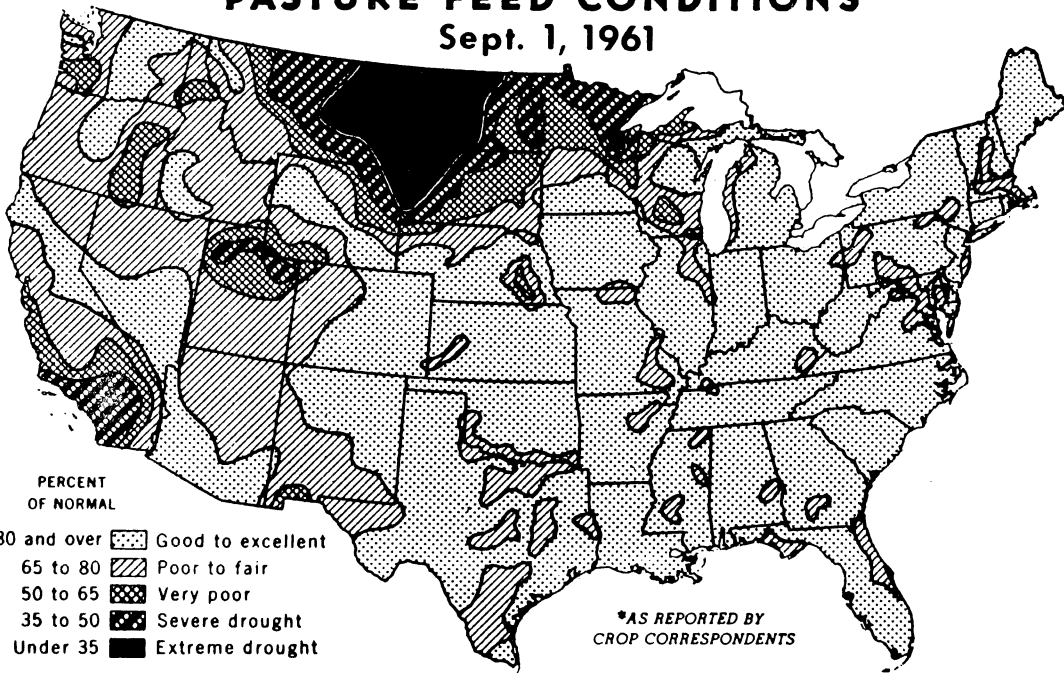 PASTURE FEED CONDITIONS
Sept. 1, 1961
PERCENT
OF NORMAL
80 and over Good to excellent
65 to 80 Poor to fair
50 to 65 Very poor
35 to 50 Severe drought
Under 35 Extreme drought
*AS REPORTED BY
CROP CORRESPONDENTS